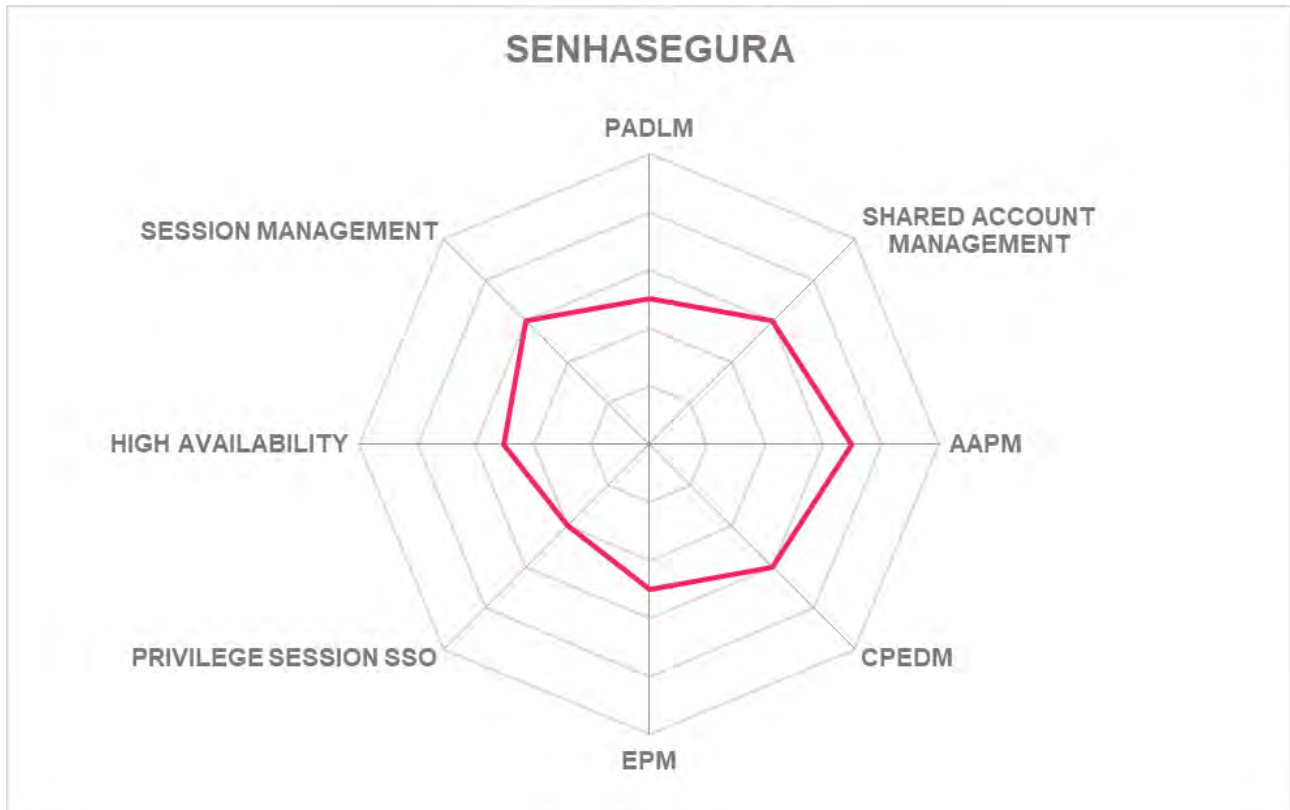 SENHASEGURA
PADLM
SESSION MANAGEMENT
SHARED ACCOUNT
MANAGEMENT
HIGH AVAILABILITY
AAPM
PRIVILEGE SESSION SSO
CPEDM
EPM